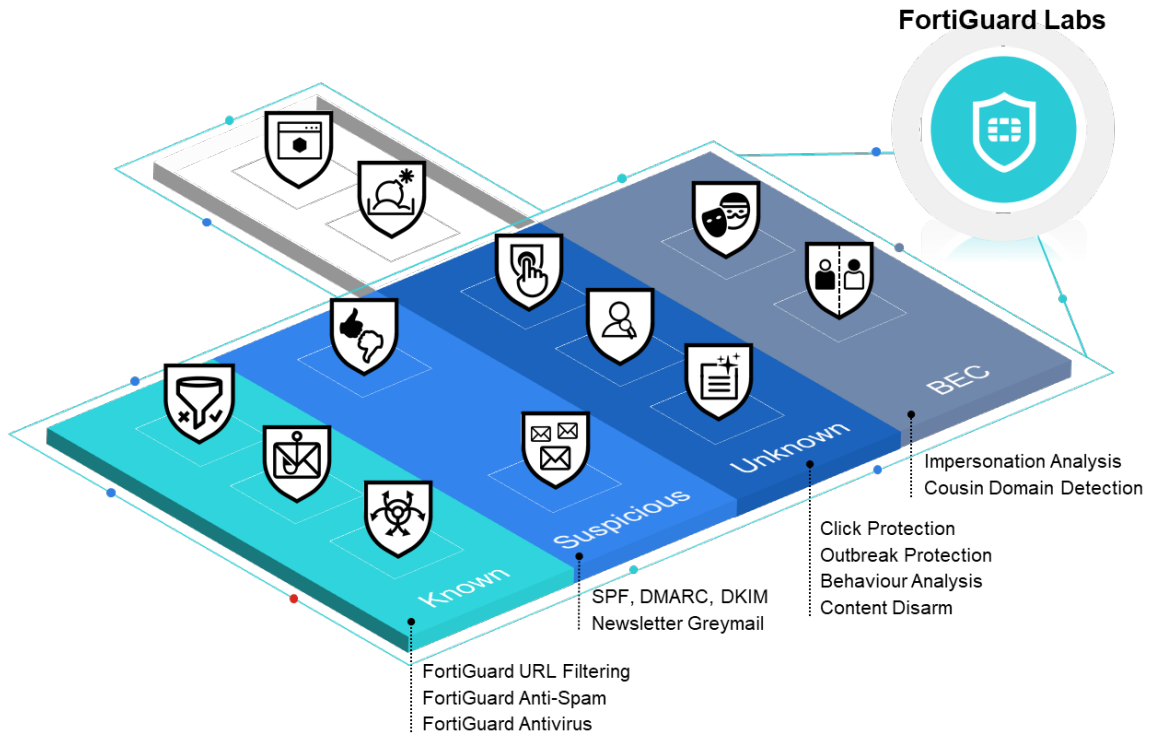 FortiGuard Labs
BEC
Unknown
Suspicious
Known
Impersonation Analysis
Cousin Domain Detection
Click Protection
Outbreak Protection
Behaviour Analysis
Content Disarm
SPF, DMARC, DKIM
Newsletter Greymail
FortiGuard URL Filtering
FortiGuard Anti-Spam
FortiGuard Antivirus